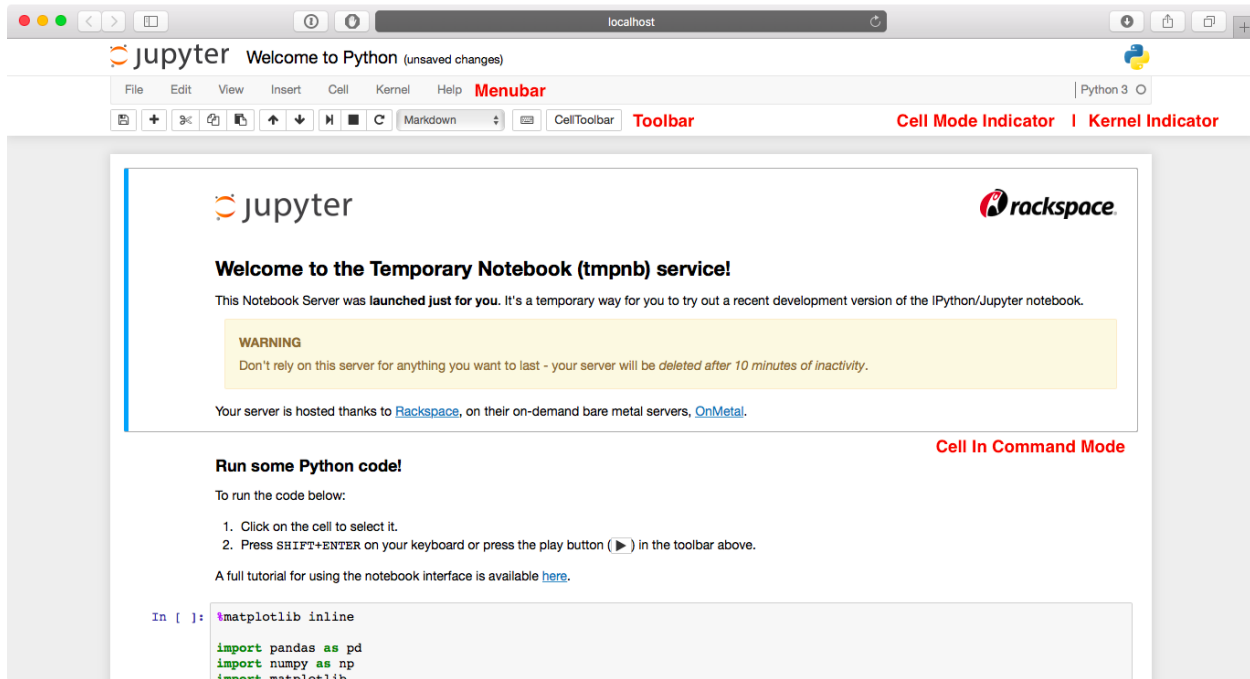 localhost
jupyter Welcome to Python (unsaved changes)
File Edit View Insert Cell Kernel Help Menubar Python 3
Markdown CellToolbar Toolbar Cell Mode Indicator | Kernel Indicator
jupyter rackspace.
Welcome to the Temporary Notebook (tmpnb) service!
This Notebook Server was launched just for you. It's a temporary way for you to try out a recent development version of the IPython/Jupyter notebook.
WARNING
Don't rely on this server for anything you want to last - your server will be deleted after 10 minutes of inactivity.
Your server is hosted thanks to Rackspace, on their on-demand bare metal servers, OnMetal.
Cell In Command Mode
Run some Python code!
To run the code below:
1. Click on the cell to select it.
2. Press SHIFT+ENTER on your keyboard or press the play button (▶) in the toolbar above.
A full tutorial for using the notebook interface is available here.
In [ ]: %matplotlib inline
import pandas as pd
import numpy as np
import matplotlib